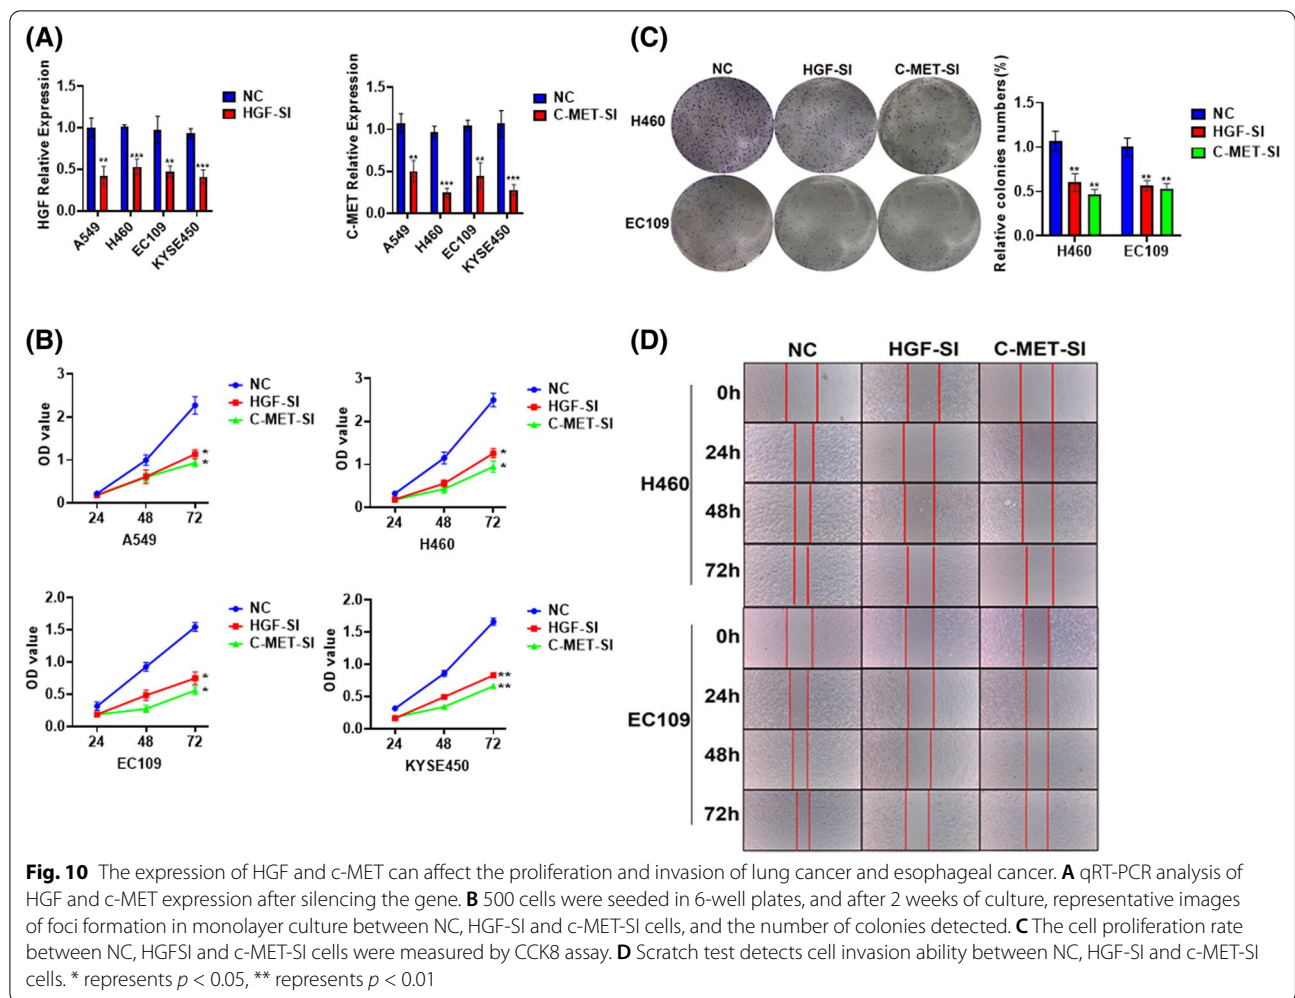 (A)
HGF Relative Expression
1.5
1.0
0.5
0.0
** *** ** ***
A549 H460 EC109 KYSE450
NC
HGF-SI
C-MET Relative Expression
1.5
1.0
0.5
0.0
** *** ** ***
A549 H460 EC109 KYSE450
NC
C-MET-SI
(C)
NC HGF-SI C-MET-SI
H460
EC109
Relative colonies numbers(%)
1.5
1.0
0.5
0.0
** ** ** **
H460 EC109
NC
HGF-SI
C-MET-SI
(B)
OD value
3
2
1
0
24 48 72
A549
NC
HGF-SI
C-MET-SI
*
*
OD value
3
2
1
0
24 48 72
H460
NC
HGF-SI
C-MET-SI
*
*
OD value
2.0
1.5
1.0
0.5
0.0
24 48 72
EC109
NC
HGF-SI
C-MET-SI
*
*
OD value
2.0
1.5
1.0
0.5
0.0
24 48 72
KYSE450
NC
HGF-SI
C-MET-SI
**
**
(D)
NC HGF-SI C-MET-SI
H460
0h
24h
48h
72h
EC109
0h
24h
48h
72h
Fig. 10 The expression of HGF and c-MET can affect the proliferation and invasion of lung cancer and esophageal cancer. A qRT-PCR analysis of
HGF and c-MET expression after silencing the gene. B 500 cells were seeded in 6-well plates, and after 2 weeks of culture, representative images
of foci formation in monolayer culture between NC, HGF-SI and c-MET-SI cells, and the number of colonies detected. C The cell proliferation rate
between NC, HGFSI and c-MET-SI cells were measured by CCK8 assay. D Scratch test detects cell invasion ability between NC, HGF-SI and c-MET-SI
cells. * represents p < 0.05, ** represents p < 0.01